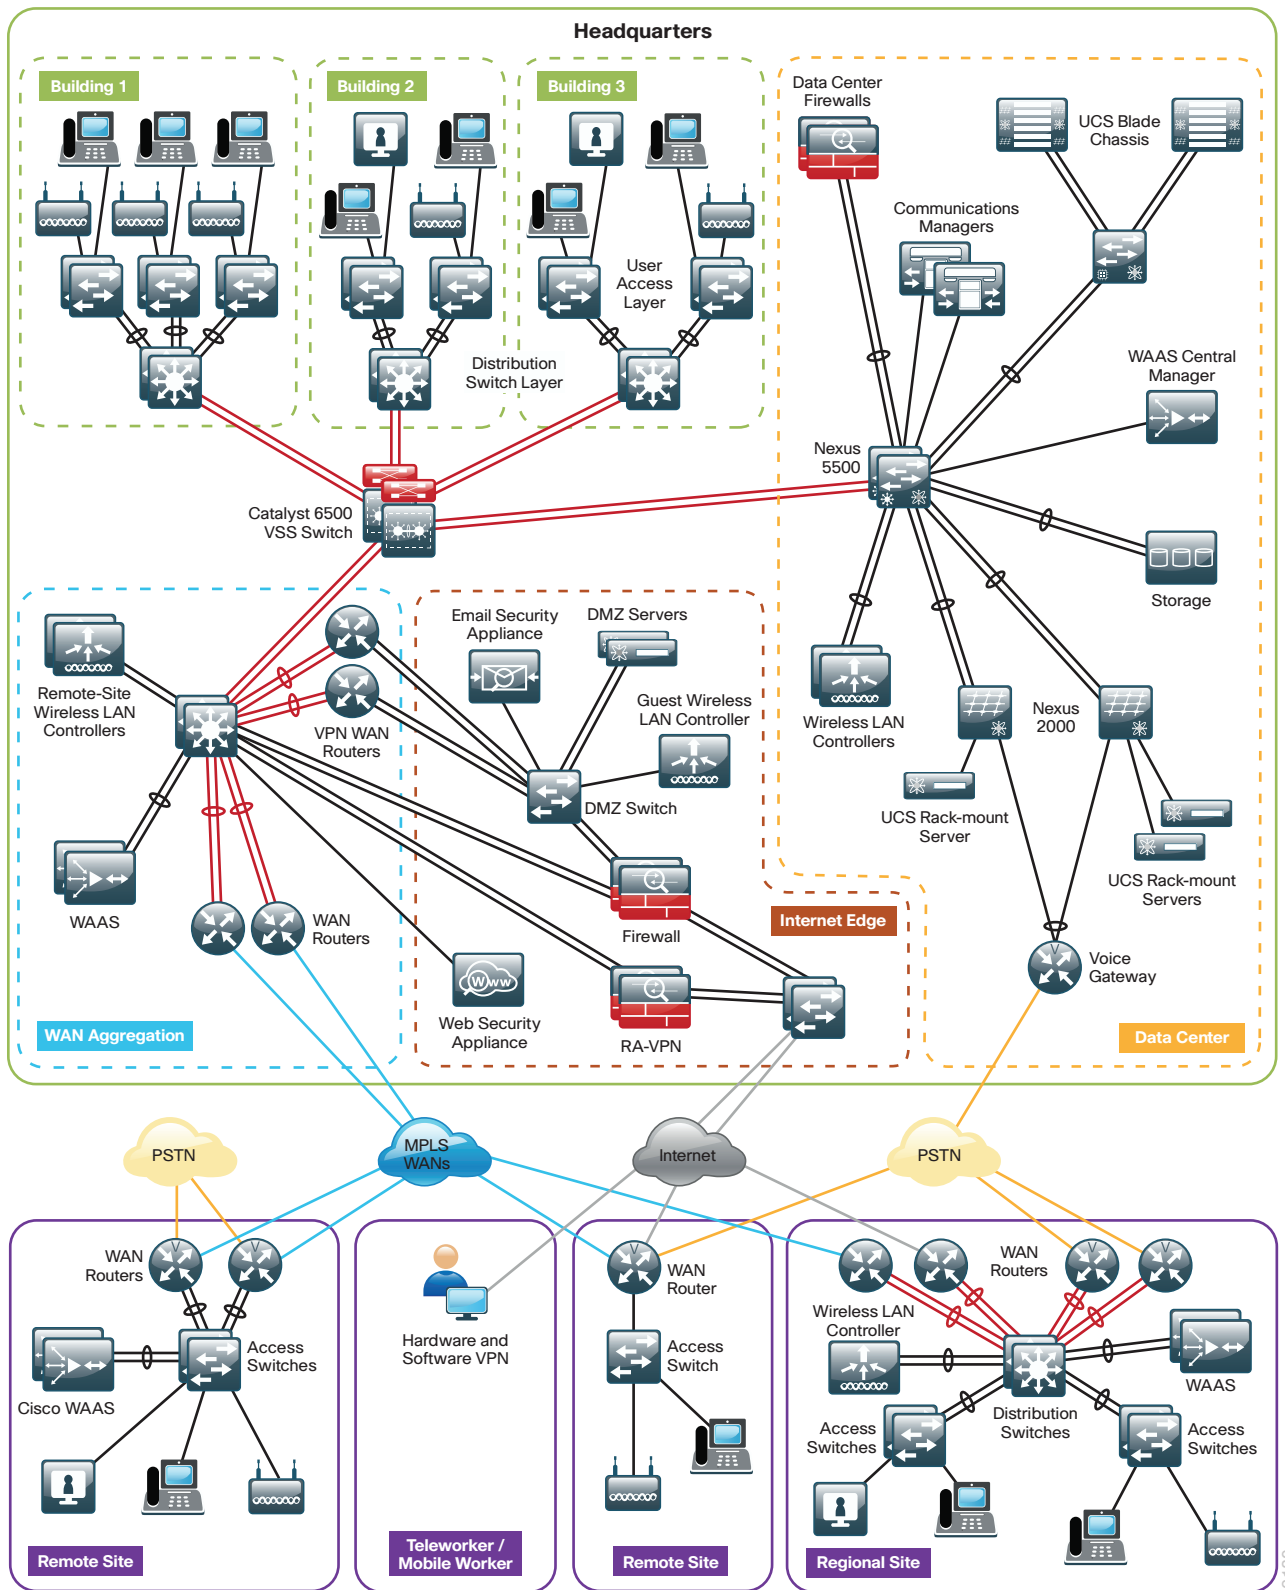 Headquarters
Building 1
Building 2
Building 3
Data Center
Firewalls
UCS Blade
Chassis
Communications
Managers
User
Access
Layer
Distribution
Switch Layer
WAAS Central
Manager
Nexus
5500
Catalyst 6500
VSS Switch
Storage
Email Security
Appliance
DMZ Servers
Remote-Site
Wireless LAN
Controllers
VPN WAN
Routers
Guest Wireless
LAN Controller
Wireless LAN
Controllers
Nexus
2000
DMZ Switch
UCS Rack-mount
Server
UCS Rack-mount
Servers
WAAS
WAN
Routers
Firewall
Internet Edge
Www
Web Security
Appliance
RA-VPN
V
Voice
Gateway
WAN Aggregation
Data Center
PSTN
MPLS
WANs
Internet
PSTN
WAN
Routers
V
V
Cisco WAAS
Access
Switches
Remote Site
Hardware and
Software VPN
Teleworker /
Mobile Worker
V
WAN
Router
Access
Switch
Remote Site
WAN
Routers
V
V
Wireless LAN
Controller
WAAS
Access
Switches
Distribution
Switches
Access
Switches
Regional Site